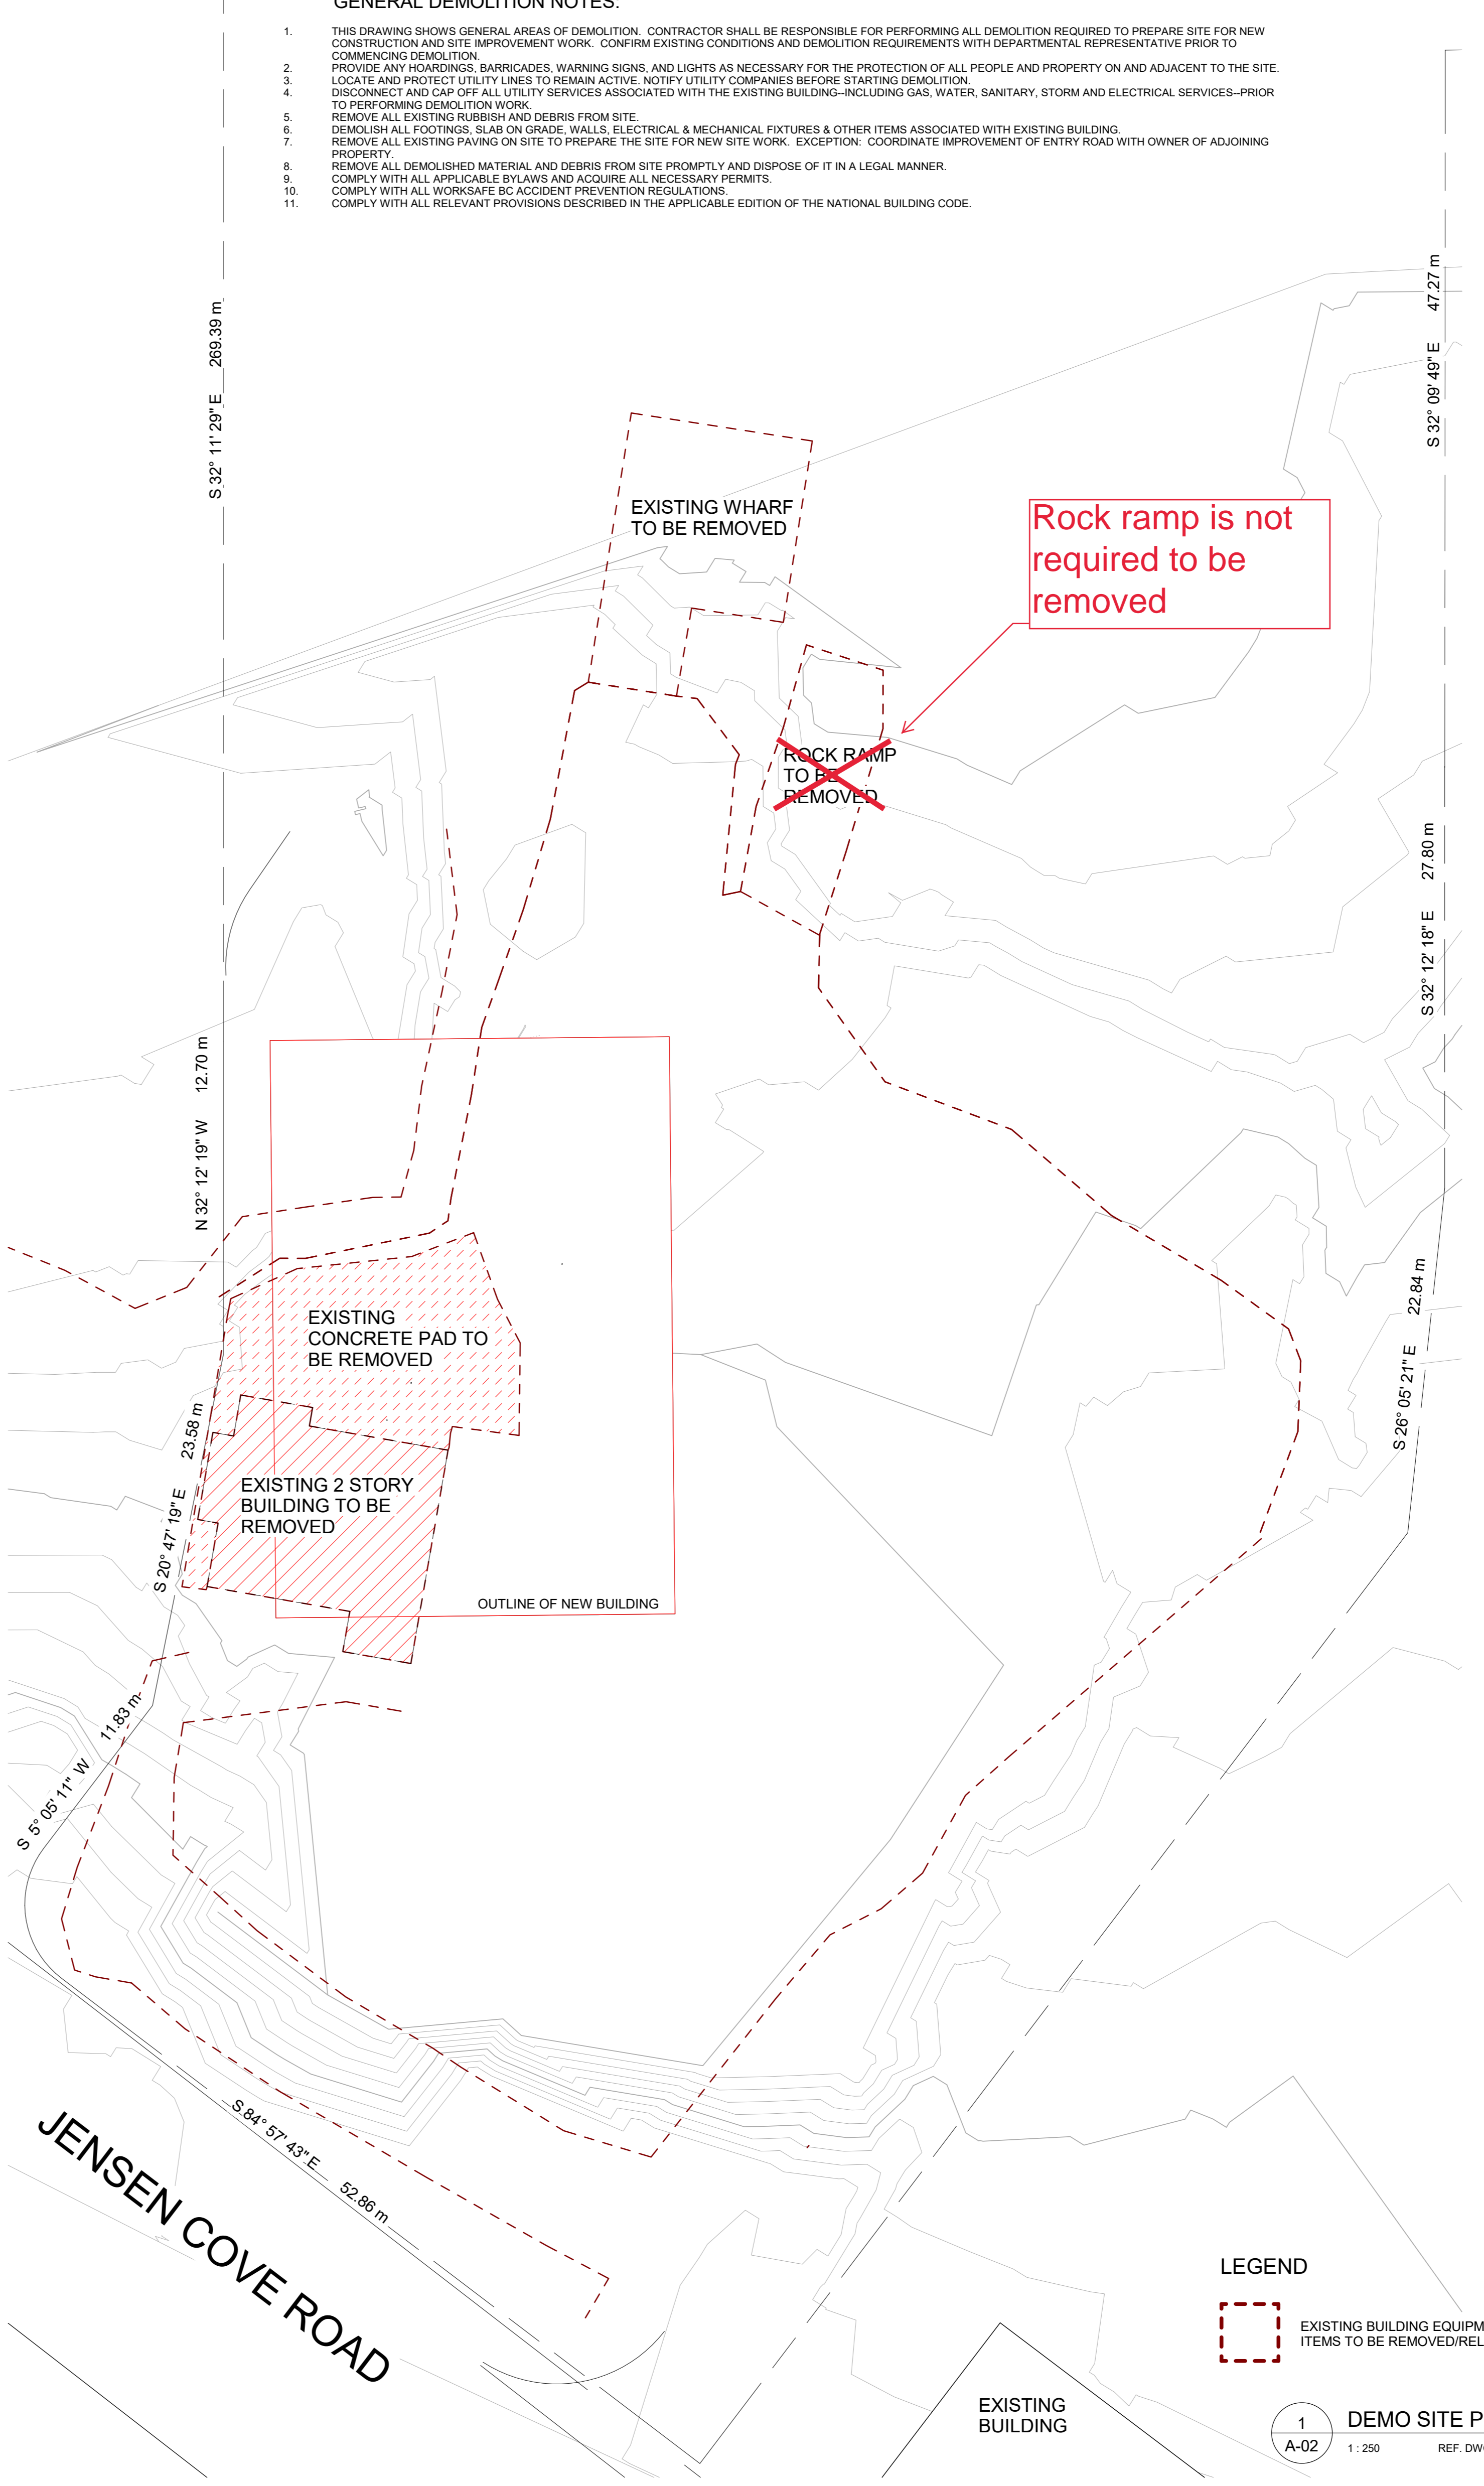 GENERAL DEMOLITION NOTES:
1. THIS DRAWING SHOWS GENERAL AREAS OF DEMOLITION. CONTRACTOR SHALL BE RESPONSIBLE FOR PERFORMING ALL DEMOLITION REQUIRED TO PREPARE SITE FOR NEW
CONSTRUCTION AND SITE IMPROVEMENT WORK. CONFIRM EXISTING CONDITIONS AND DEMOLITION REQUIREMENTS WITH DEPARTMENTAL REPRESENTATIVE PRIOR TO
COMMENCING DEMOLITION.
2. PROVIDE ANY HOARDINGS, BARRICADES, WARNING SIGNS, AND LIGHTS AS NECESSARY FOR THE PROTECTION OF ALL PEOPLE AND PROPERTY ON AND ADJACENT TO THE SITE.
3. LOCATE AND PROTECT UTILITY LINES TO REMAIN ACTIVE. NOTIFY UTILITY COMPANIES BEFORE STARTING DEMOLITION.
4. DISCONNECT AND CAP OFF ALL UTILITY SERVICES ASSOCIATED WITH THE EXISTING BUILDING--INCLUDING GAS, WATER, SANITARY, STORM AND ELECTRICAL SERVICES--PRIOR
TO PERFORMING DEMOLITION WORK.
5. REMOVE ALL EXISTING RUBBISH AND DEBRIS FROM SITE.
6. DEMOLISH ALL FOOTINGS, SLAB ON GRADE, WALLS, ELECTRICAL & MECHANICAL FIXTURES & OTHER ITEMS ASSOCIATED WITH EXISTING BUILDING.
7. REMOVE ALL EXISTING PAVING ON SITE TO PREPARE THE SITE FOR NEW SITE WORK. EXCEPTION: COORDINATE IMPROVEMENT OF ENTRY ROAD WITH OWNER OF ADJOINING
PROPERTY.
8. REMOVE ALL DEMOLISHED MATERIAL AND DEBRIS FROM SITE PROMPTLY AND DISPOSE OF IT IN A LEGAL MANNER.
9. COMPLY WITH ALL APPLICABLE BYLAWS AND ACQUIRE ALL NECESSARY PERMITS.
10. COMPLY WITH ALL WORKSAFE BC ACCIDENT PREVENTION REGULATIONS.
11. COMPLY WITH ALL RELEVANT PROVISIONS DESCRIBED IN THE APPLICABLE EDITION OF THE NATIONAL BUILDING CODE.
S 32° 11' 29" E 269.39 m
S 32° 09' 49" E 47.27 m
EXISTING WHARF
TO BE REMOVED
Rock ramp is not
required to be
removed
ROCK RAMP
TO BE
REMOVED
S 32° 12' 18" E 27.80 m
N 32° 12' 19" W 12.70 m
EXISTING
CONCRETE PAD TO
BE REMOVED
S 26° 05' 21" E 22.84 m
S 20° 47' 19" E 23.58 m
EXISTING 2 STORY
BUILDING TO BE
REMOVED
OUTLINE OF NEW BUILDING
S 5° 05' 11" W 11.83 m
S 84° 57' 43" E 52.86 m
JENSEN COVE ROAD
LEGEND
EXISTING BUILDING
ITEMS TO BE
EXISTING
BUILDING
1
A-02
DEMO SITE
1 : 250 REF.